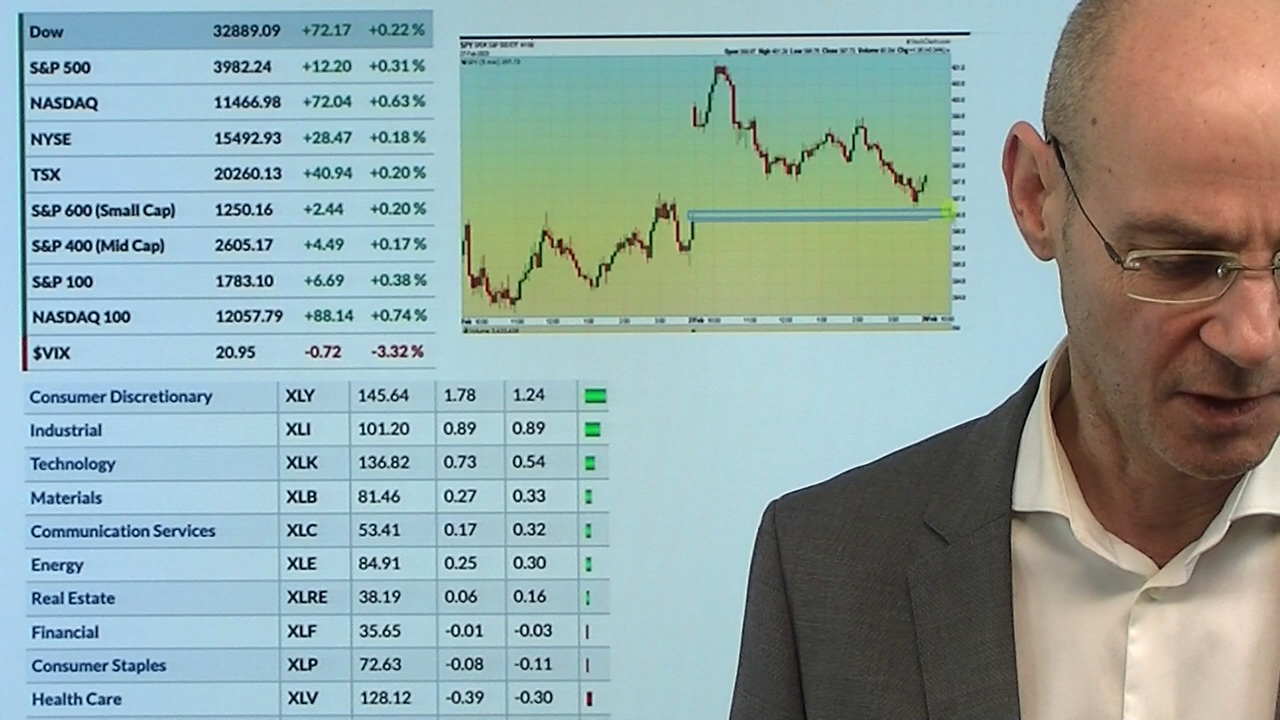 Dow 32889.09 +72.17 +0.22%
S&P 500 3982.24 +12.20 +0.31%
NASDAQ 11466.98 +72.04 +0.63%
NYSE 15492.93 +28.47 +0.18%
TSX 20260.13 +40.94 +0.20%
S&P 600 (Small Cap) 1250.16 +2.44 +0.20%
S&P 400 (Mid Cap) 2605.17 +4.49 +0.17%
S&P 100 1783.10 +6.69 +0.38%
NASDAQ 100 12057.79 +88.14 +0.74%
$VIX 20.95 -0.72 -3.32%
Consumer Discretionary XLY 145.64 1.78 1.24
Industrial XLI 101.20 0.89 0.89
Technology XLK 136.82 0.73 0.54
Materials XLB 81.46 0.27 0.33
Communication Services XLC 53.41 0.17 0.32
Energy XLE 84.91 0.25 0.30
Real Estate XLRE 38.19 0.06 0.16
Financial XLF 35.65 -0.01 -0.03
Consumer Staples XLP 72.63 -0.08 -0.11
Health Care XLV 128.12 -0.39 -0.30